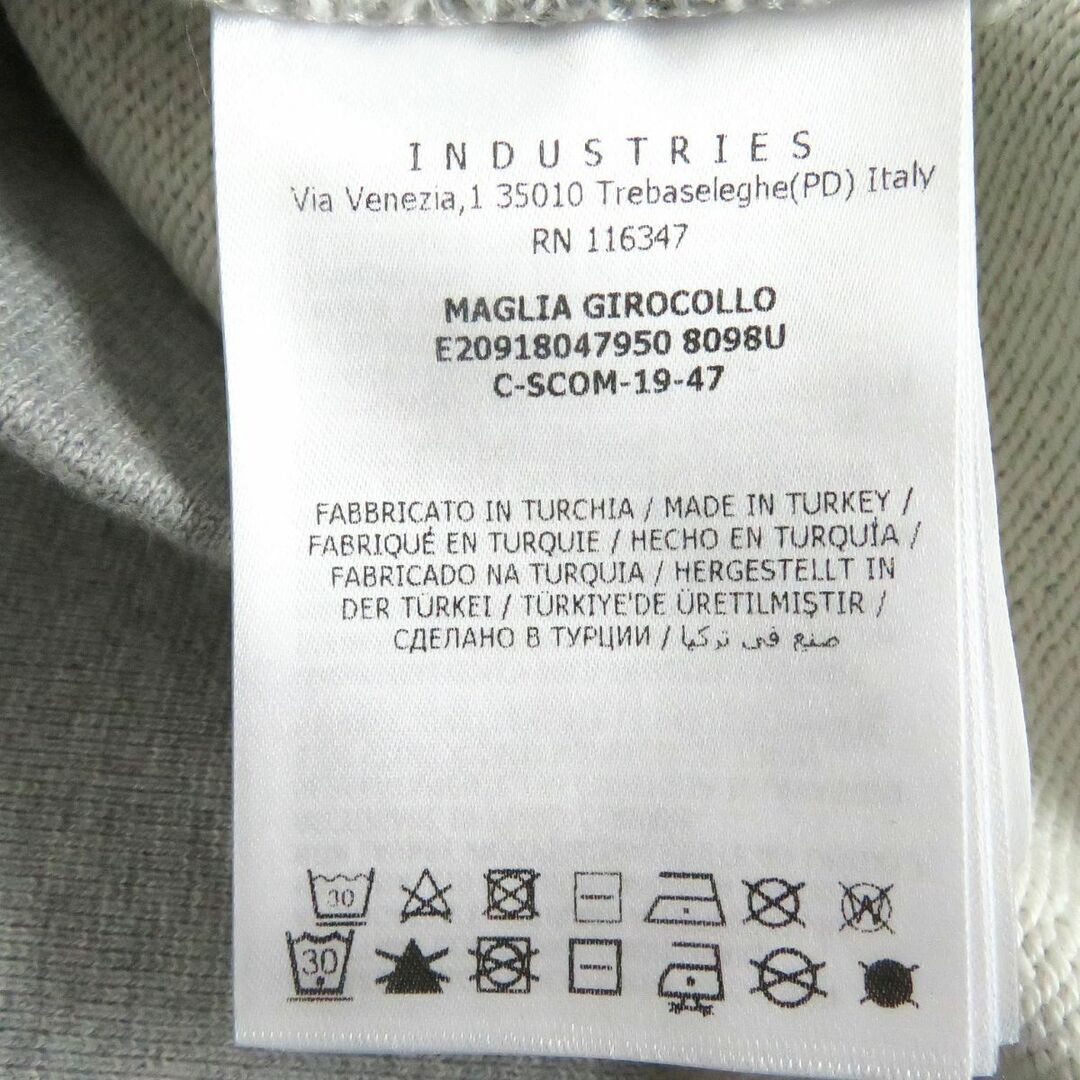 INDUSTRIES
Via Venezia,1 35010 Trebaseleghe(PD) Italy
RN 116347
MAGLIA GIROCOLLO
E20918047950 8098U
C-SCOM-19-47
FABBRICATO IN TURCHIA / MADE IN TURKEY /
FABRIQUÉ EN TURQUIE / HECHO EN TURQUÍA /
FABRICADO NA TURQUIA / HERGESTELLT IN
DER TÜRKEI / TÜRKIYE'DE ÜRETILMIŞTIR /
СДЕЛАНО В ТУРЦИИ / صنع في تركيا
30 W
30